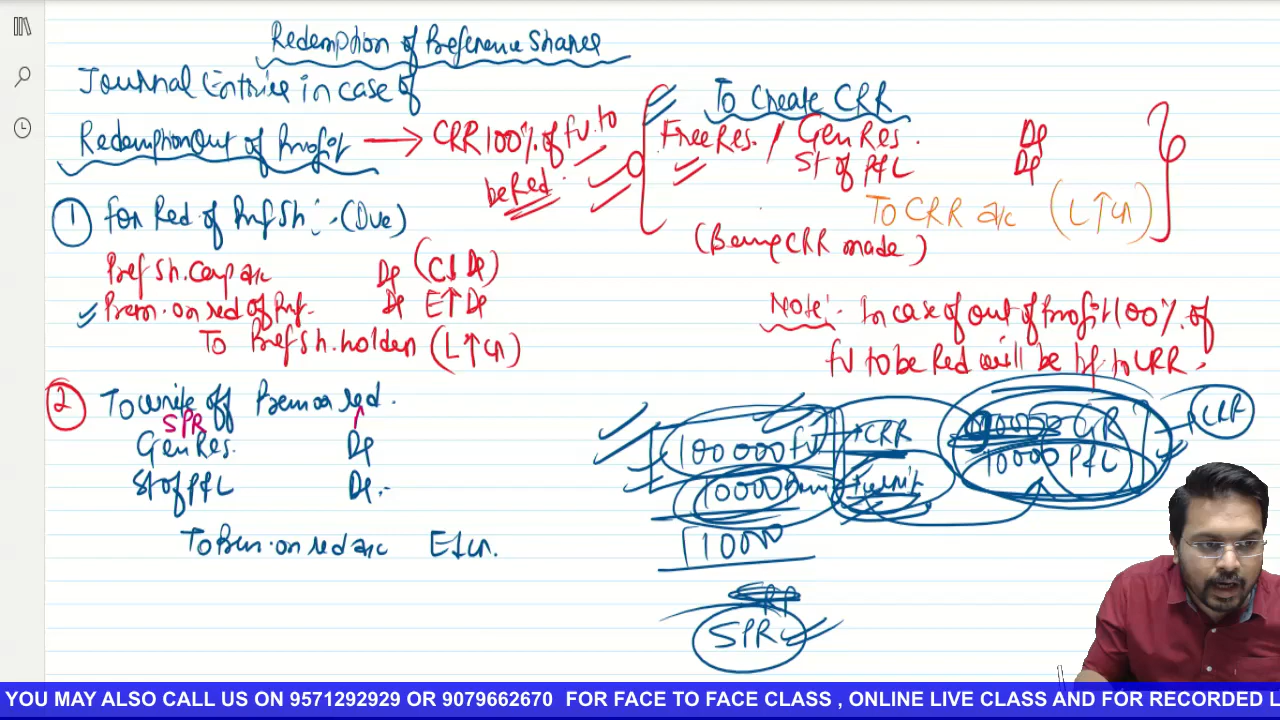 Redemption of Preference Shares
Journal Entries in case of
Redemption Out of Profit → CRR 100% of fv. to
be Red.
① for Red of Pref Sh :- (Due)
Pref Sh. Cap a/c Dr (C↓ Dr)
Prem. on red of Pref. Dr E↑ Dr
To Pref Sh. holders (L↑ Cr)
② To write off Prem on red.
SPR
Gen Res. Dr
St of P/L Dr.
To Prem. on red a/c E↓ Cr.
To Create CRR
Free Res. / Gen Res. Dr
St of P/L Dr
To CRR a/c (L↑ Cr)
(Being CRR made)
Note:- In case of out of Profit 100% of
fv to be Red will be t/f to CRR.
100000 fv → CRR
10000 Prem
GR → CRR
10000 P/L
SPR
YOU MAY ALSO CALL US ON 9571292929 OR 9079662670 FOR FACE TO FACE CLASS , ONLINE LIVE CLASS AND FOR RECORDED L